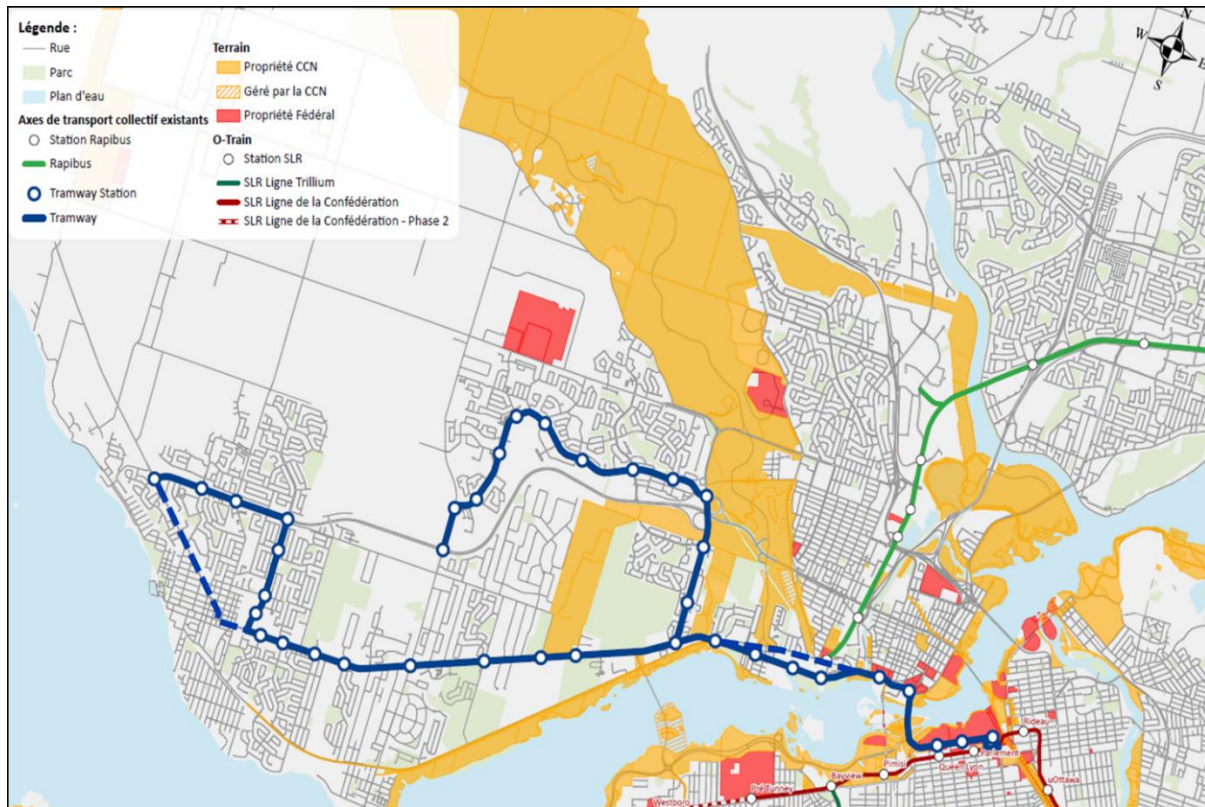 Légende :
Rue
Parc
Plan d'eau
Axes de transport collectif existants
Station Rapibus
Rapibus
Tramway Station
Tramway
Terrain
Propriété CCN
Géré par la CCN
Propriété Fédéral
O-Train
Station SLR
SLR Ligne Trillium
SLR Ligne de la Confédération
SLR Ligne de la Confédération - Phase 2
N
W
E
S
Rideau
Parlement
Queen Lyon
Pimisi
Bayview
uOttawa
Pré Tunney
Westboro